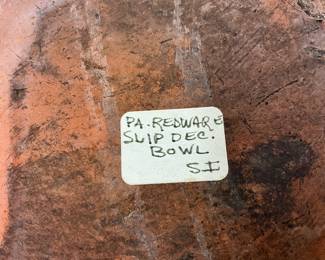 PA. REDWARE
SLIP DEC.
BOWL
SI